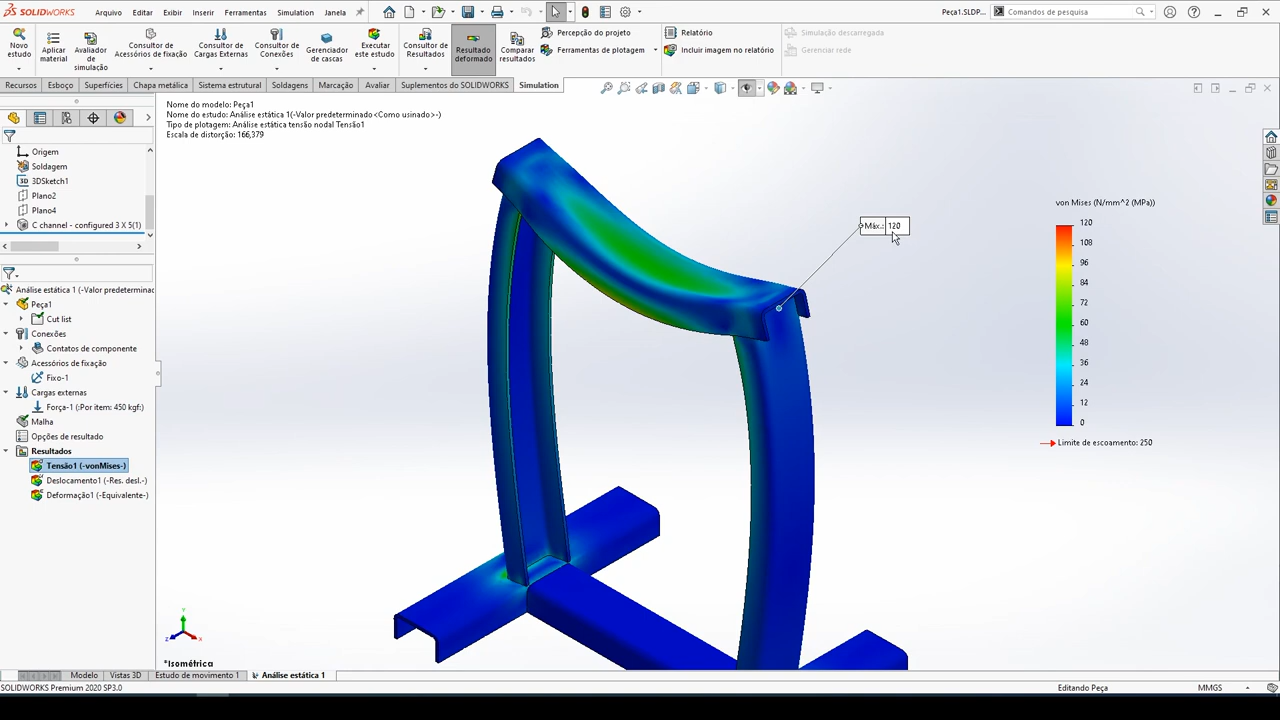 SOLIDWORKS
Arquivo Editar Exibir Inserir Ferramentas Simulation Janela
Peça1.SLDP...
Comandos de pesquisa
Novo estudo
Aplicar material
Avaliador de simulação
Consultor de Acessórios de fixação
Consultor de Cargas Externas
Consultor de Conexões
Gerenciador de cascas
Executar este estudo
Consultor de Resultados
Resultado deformado
Comparar resultados
Percepção do projeto
Ferramentas de plotagem
Relatório
Incluir imagem no relatório
Simulação descarregada
Gerenciar rede
Recursos Esboço Superfícies Chapa metálica Sistema estrutural Soldagens Marcação Avaliar Suplementos do SOLIDWORKS Simulation
Nome do modelo: Peça1
Nome do estudo: Análise estática 1(-Valor predeterminado<Como usinado>-)
Tipo de plotagem: Análise estática tensão nodal Tensão1
Escala de distorção: 166,379
Origem
Soldagem
3DSketch1
Plano2
Plano4
C channel - configured 3 X 5(1)
Análise estática 1 (-Valor predeterminad
Peça1
Cut list
Conexões
Contatos de componente
Acessórios de fixação
Fixo-1
Cargas externas
Força-1 (:Por item: 450 kgf:)
Malha
Opções de resultado
Resultados
Tensão1 (-vonMises-)
Deslocamento1 (-Res. desl.-)
Deformação1 (-Equivalente-)
Máx.: 120
von Mises (N/mm^2 (MPa))
120
108
96
84
72
60
48
36
24
12
0
Limite de escoamento: 250
Y
Z
X
*Isométrica
Modelo Vistas 3D Estudo de movimento 1 Análise estática 1
SOLIDWORKS Premium 2020 SP3.0
Editando Peça
MMGS